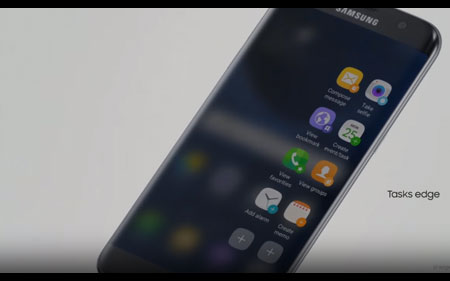 SAMSUNG
Compose
message
Take
selfie
View
bookmark
Create
event/task
25
View
favorites
View groups
Add alarm
Create
memo
Tasks edge